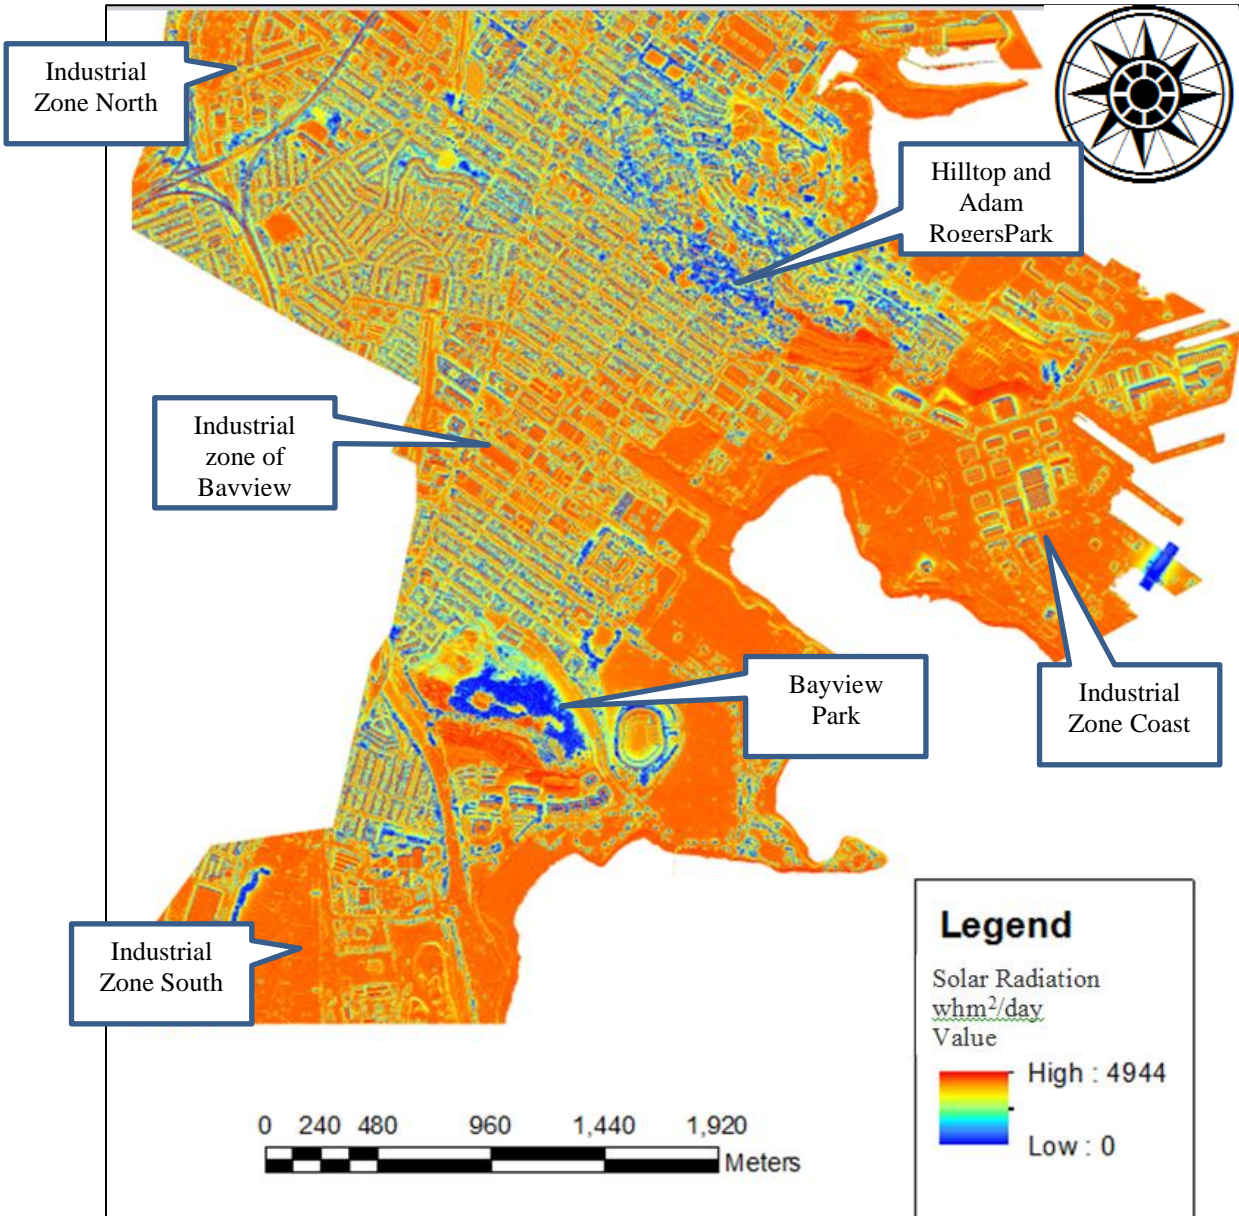 Industrial
Zone North
Hilltop and
Adam
RogersPark
Industrial
zone of
Bayview
Bayview
Park
Industrial
Zone Coast
Industrial
Zone South
Legend
Solar Radiation
whm²/day
Value
High : 4944
Low : 0
0 240 480 960 1,440 1,920
Meters